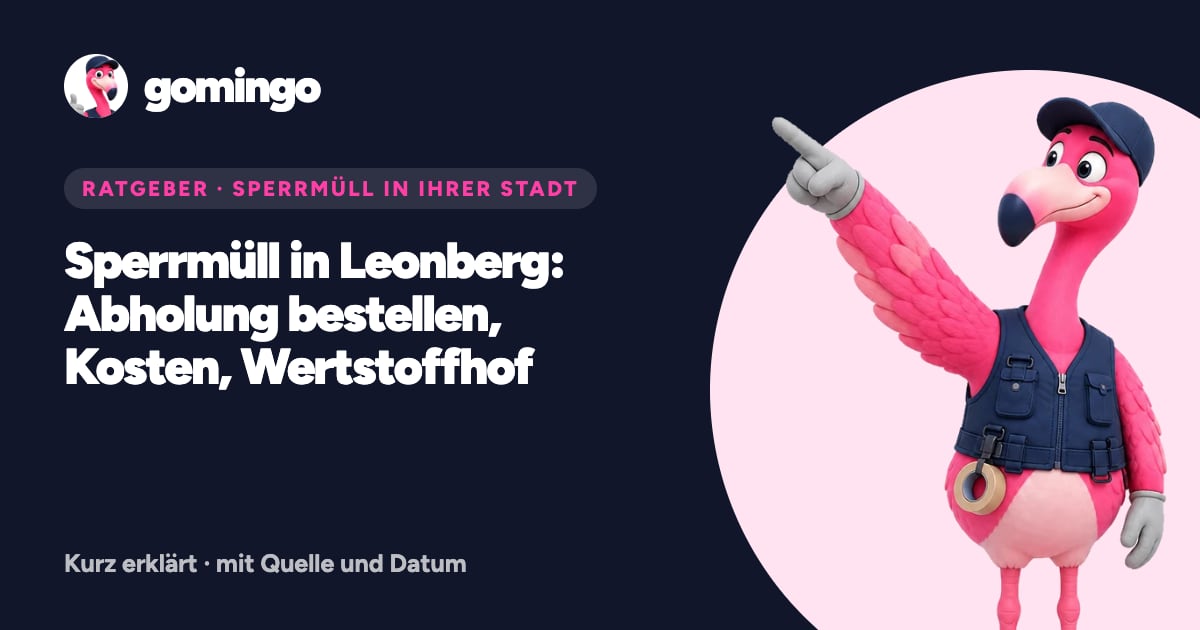 gomingo
RATGEBER · SPERRMÜLL IN IHRER STADT
Sperrmüll in Leonberg:
Abholung bestellen,
Kosten, Wertstoffhof
Kurz erklärt · mit Quelle und Datum